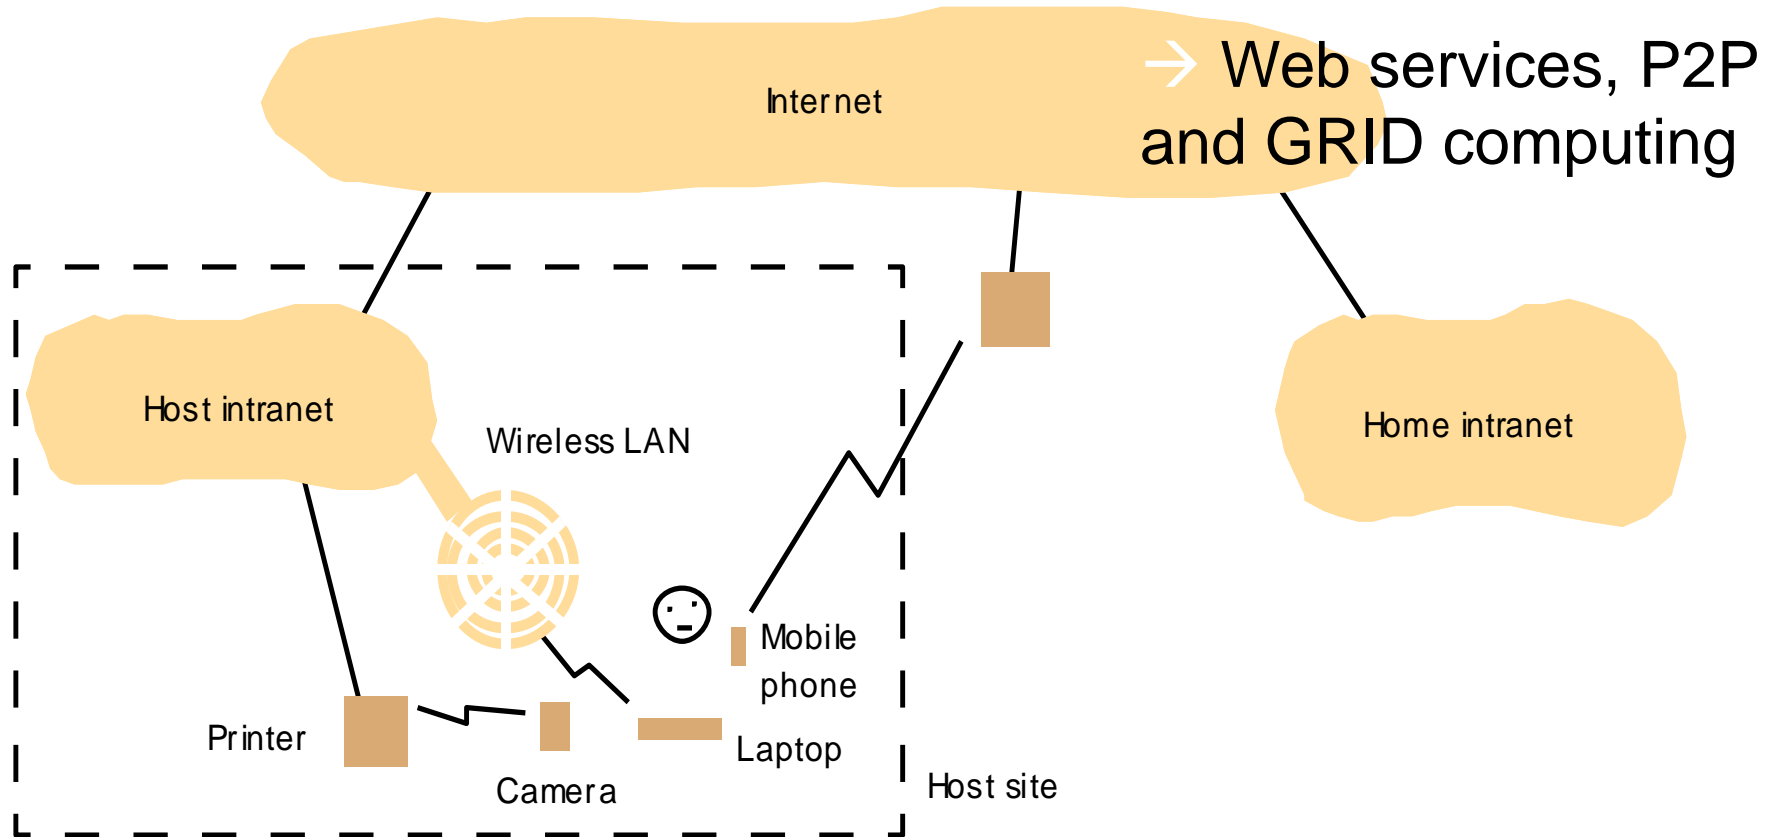 → Web services, P2P
and GRID computing
Internet
Host intranet
Wireless LAN
Home intranet
Mobile
phone
Printer
Laptop
Camera
Host site